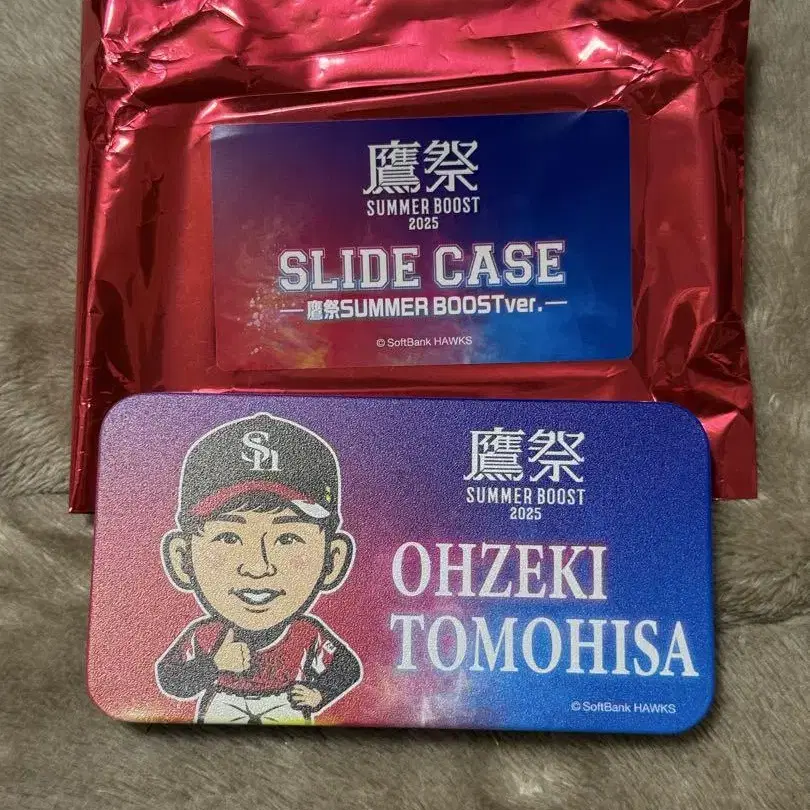 鷹祭
SUMMER BOOST
2025
SLIDE CASE
鷹祭SUMMER BOOSTver.
© SoftBank HAWKS
SH
鷹祭
SUMMER BOOST
2025
OHZEKI
TOMOHISA
© SoftBank HAWKS